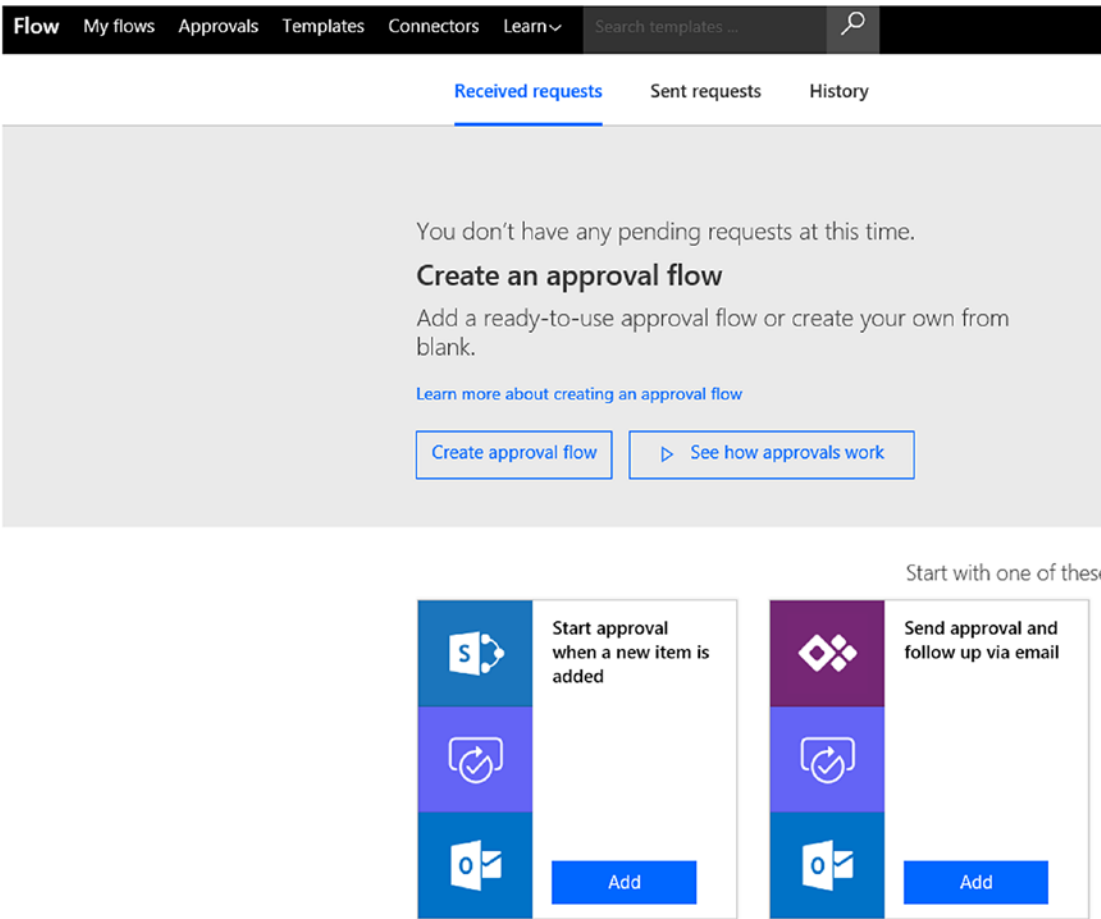 Flow My flows Approvals Templates Connectors Learn Search templates ...
Received requests Sent requests History
You don't have any pending requests at this time.
Create an approval flow
Add a ready-to-use approval flow or create your own from
blank.
Learn more about creating an approval flow
Create approval flow See how approvals work
Start with one of these
Start approval
when a new item is
added
Send approval and
follow up via email
S
O
Add
O
Add